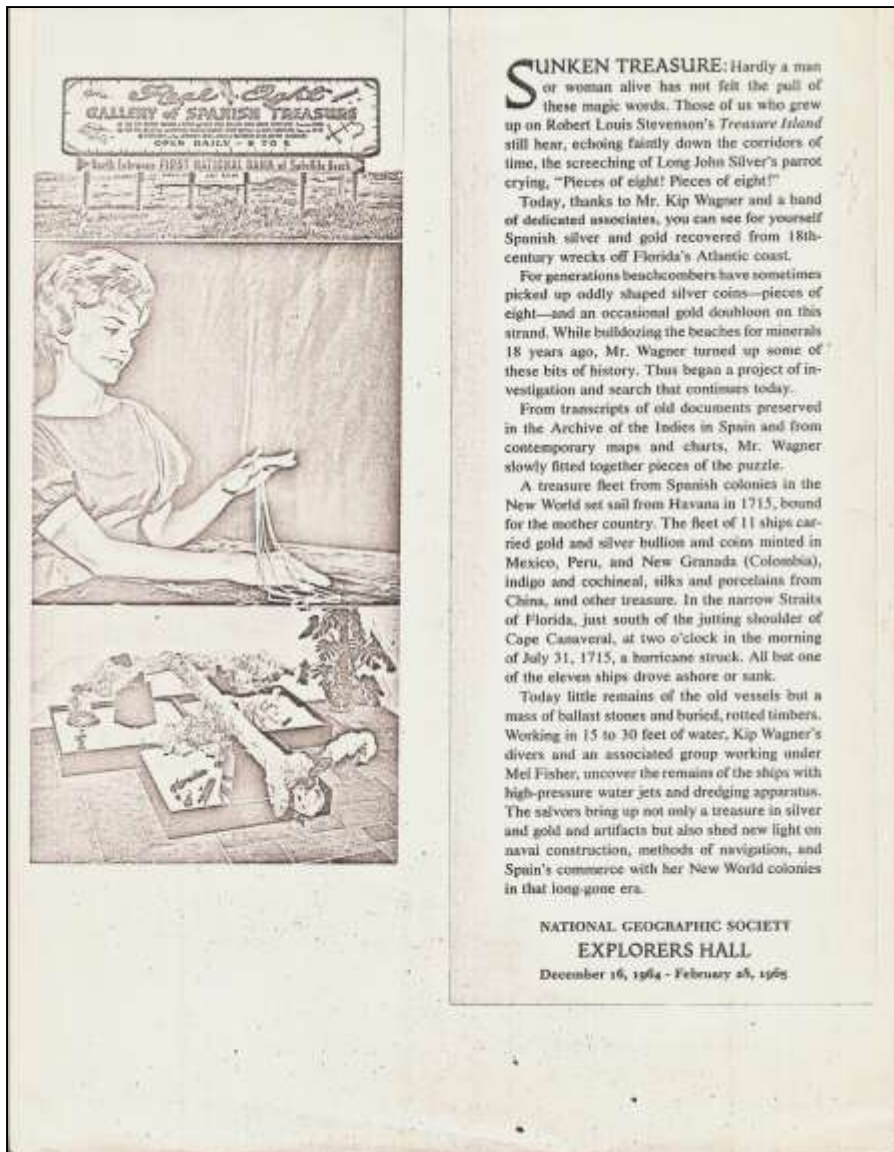 Real Eight
GALLERY of SPANISH TREASURE
OPEN DAILY - 9 TO 5
North Entrance FIRST NATIONAL BANK of Satellite Beach
SUNKEN TREASURE: Hardly a man
or woman alive has not felt the pull of
these magic words. Those of us who grew
up on Robert Louis Stevenson's Treasure Island
still hear, echoing faintly down the corridors of
time, the screeching of Long John Silver's parrot
crying, "Pieces of eight! Pieces of eight!"
Today, thanks to Mr. Kip Wagner and a band
of dedicated associates, you can see for yourself
Spanish silver and gold recovered from 18th-
century wrecks off Florida's Atlantic coast.
For generations beachcombers have sometimes
picked up oddly shaped silver coins—pieces of
eight—and an occasional gold doubloon on this
strand. While bulldozing the beaches for minerals
18 years ago, Mr. Wagner turned up some of
these bits of history. Thus began a project of in-
vestigation and search that continues today.
From transcripts of old documents preserved
in the Archive of the Indies in Spain and from
contemporary maps and charts, Mr. Wagner
slowly fitted together pieces of the puzzle.
A treasure fleet from Spanish colonies in the
New World set sail from Havana in 1715, bound
for the mother country. The fleet of 11 ships car-
ried gold and silver bullion and coins minted in
Mexico, Peru, and New Granada (Colombia),
indigo and cochineal, silks and porcelains from
China, and other treasure. In the narrow Straits
of Florida, just south of the jutting shoulder of
Cape Canaveral, at two o'clock in the morning
of July 31, 1715, a hurricane struck. All but one
of the eleven ships drove ashore or sank.
Today little remains of the old vessels but a
mass of ballast stones and buried, rotted timbers.
Working in 15 to 30 feet of water, Kip Wagner's
divers and an associated group working under
Mel Fisher, uncover the remains of the ships with
high-pressure water jets and dredging apparatus.
The salvors bring up not only a treasure in silver
and gold and artifacts but also shed new light on
naval construction, methods of navigation, and
Spain's commerce with her New World colonies
in that long-gone era.
NATIONAL GEOGRAPHIC SOCIETY
EXPLORERS HALL
December 16, 1964 - February 28, 1965